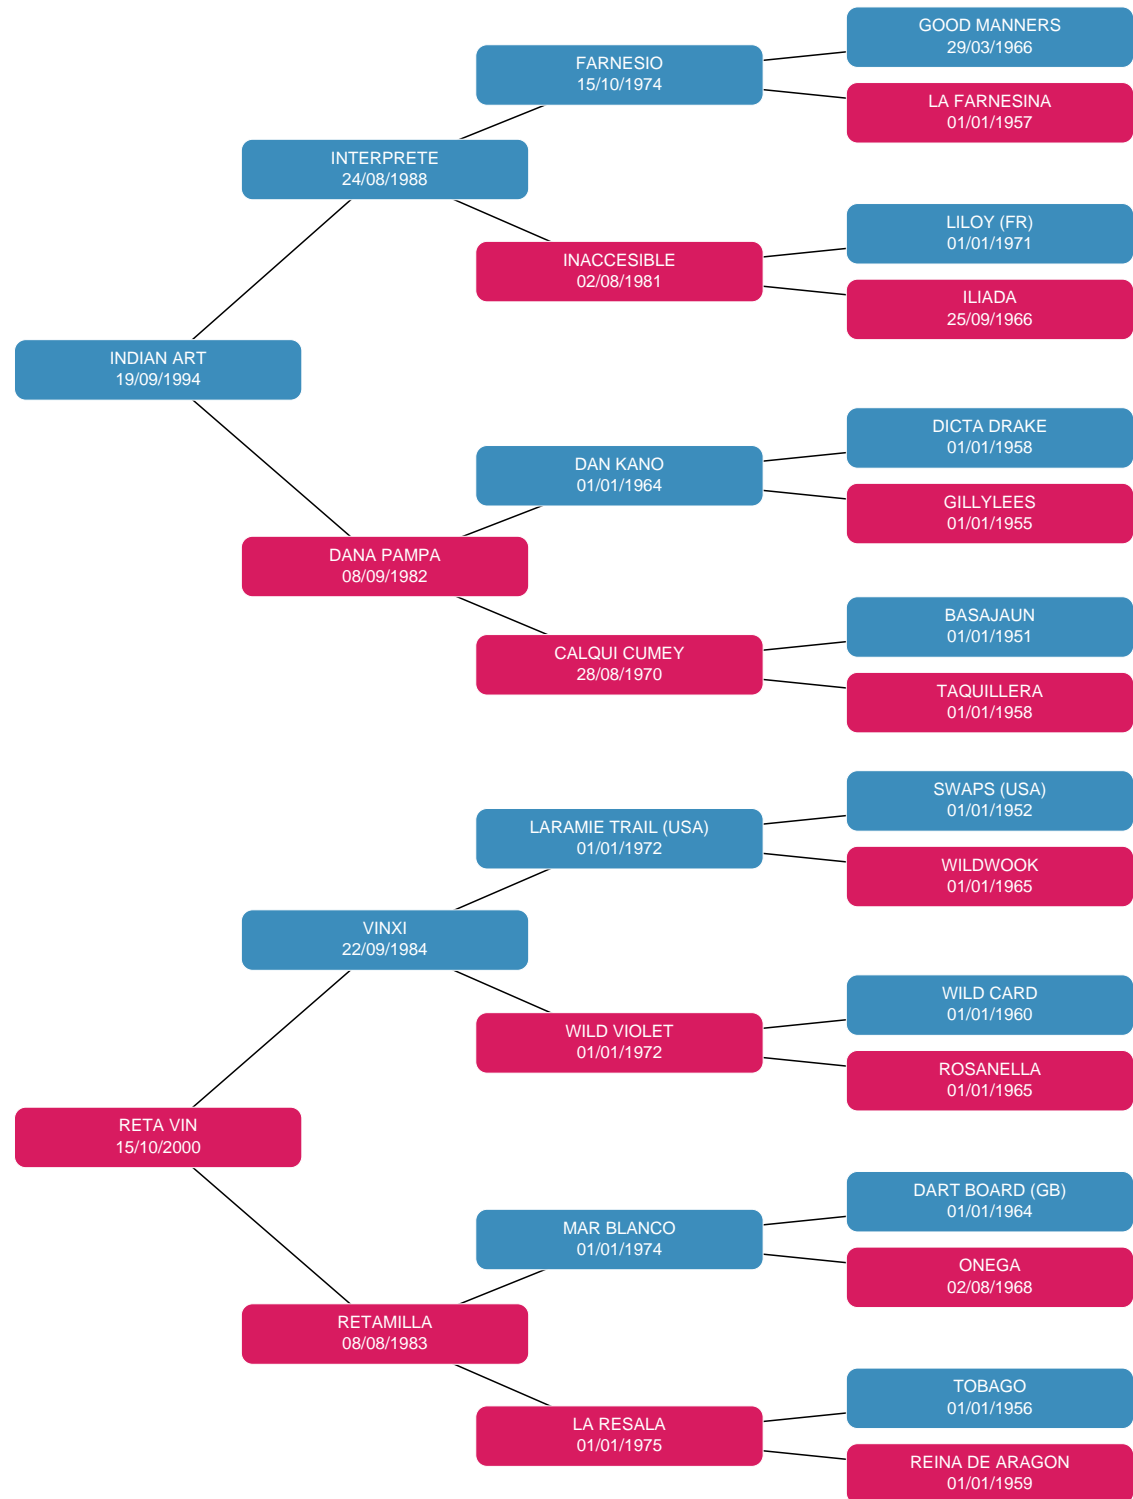 GOOD MANNERS
29/03/1966
FARNESIO
15/10/1974
LA FARNESINA
01/01/1957
INTERPRETE
24/08/1988
LILOY (FR)
01/01/1971
INACCESIBLE
02/08/1981
ILIADA
25/09/1966
INDIAN ART
19/09/1994
DICTA DRAKE
01/01/1958
DAN KANO
01/01/1964
GILLYLEES
01/01/1955
DANA PAMPA
08/09/1982
BASAJAUN
01/01/1951
CALQUI CUMEY
28/08/1970
TAQUILLERA
01/01/1958
SWAPS (USA)
01/01/1952
LARAMIE TRAIL (USA)
01/01/1972
WILDWOOK
01/01/1965
VINXI
22/09/1984
WILD CARD
01/01/1960
WILD VIOLET
01/01/1972
ROSANELLA
01/01/1965
RETA VIN
15/10/2000
DART BOARD (GB)
01/01/1964
MAR BLANCO
01/01/1974
ONEGA
02/08/1968
RETAMILLA
08/08/1983
TOBAGO
01/01/1956
LA RESALA
01/01/1975
REINA DE ARAGON
01/01/1959